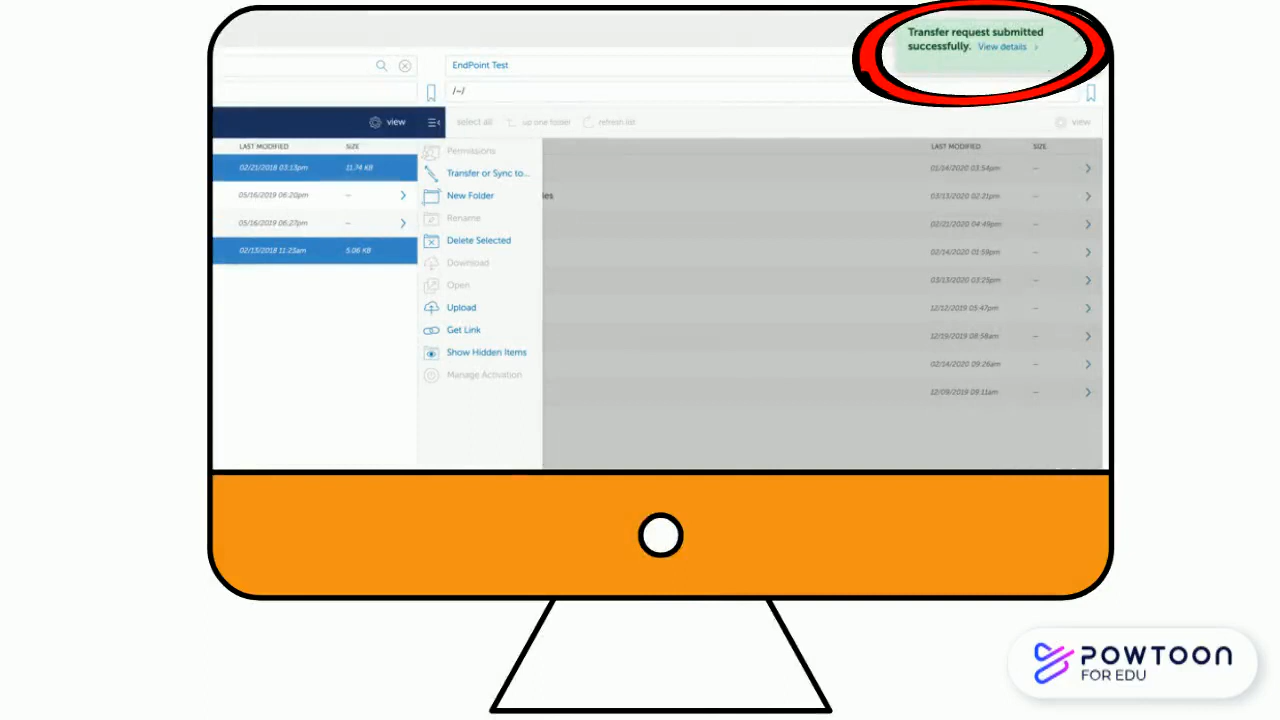 Transfer request submitted
successfully. View details ›
EndPoint Test
/~/
view
select all up one folder refresh list
view
LAST MODIFIED SIZE
02/21/2018 03:13pm 11.74 KB
05/16/2019 06:20pm –
05/16/2019 06:27pm –
02/13/2018 11:23am 5.06 KB
Permissions
Transfer or Sync to...
New Folder
Rename
Delete Selected
Download
Open
Upload
Get Link
Show Hidden Items
Manage Activation
LAST MODIFIED SIZE
01/14/2020 03:54pm –
03/13/2020 02:21pm –
02/21/2020 04:49pm –
02/14/2020 01:59pm –
03/13/2020 03:25pm –
12/12/2019 05:47pm –
12/19/2019 08:58am –
02/14/2020 09:26am –
12/09/2019 09:11am –
POWTOON
FOR EDU